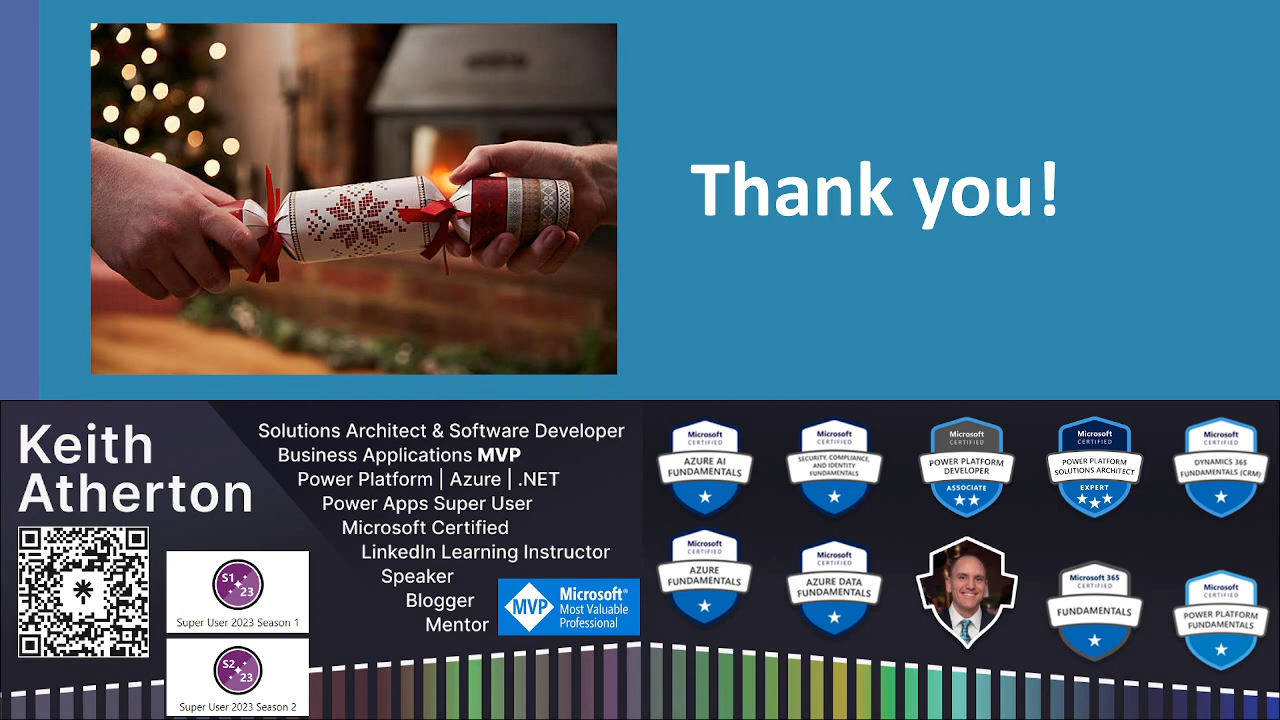 Thank you!
Keith
Atherton
Solutions Architect & Software Developer
Business Applications MVP
Power Platform | Azure | .NET
Power Apps Super User
Microsoft Certified
LinkedIn Learning Instructor
Speaker
Blogger
Mentor
MVP
Microsoft®
Most Valuable
Professional
S1
23
Super User 2023 Season 1
S2
23
Super User 2023 Season 2
Microsoft
CERTIFIED
AZURE AI
FUNDAMENTALS
Microsoft
CERTIFIED
SECURITY, COMPLIANCE,
AND IDENTITY
FUNDAMENTALS
Microsoft
CERTIFIED
POWER PLATFORM
DEVELOPER
ASSOCIATE
Microsoft
CERTIFIED
POWER PLATFORM
SOLUTIONS ARCHITECT
EXPERT
Microsoft
CERTIFIED
DYNAMICS 365
FUNDAMENTALS (CRM)
Microsoft
CERTIFIED
AZURE
FUNDAMENTALS
Microsoft
CERTIFIED
AZURE DATA
FUNDAMENTALS
Microsoft 365
CERTIFIED
FUNDAMENTALS
Microsoft
CERTIFIED
POWER PLATFORM
FUNDAMENTALS